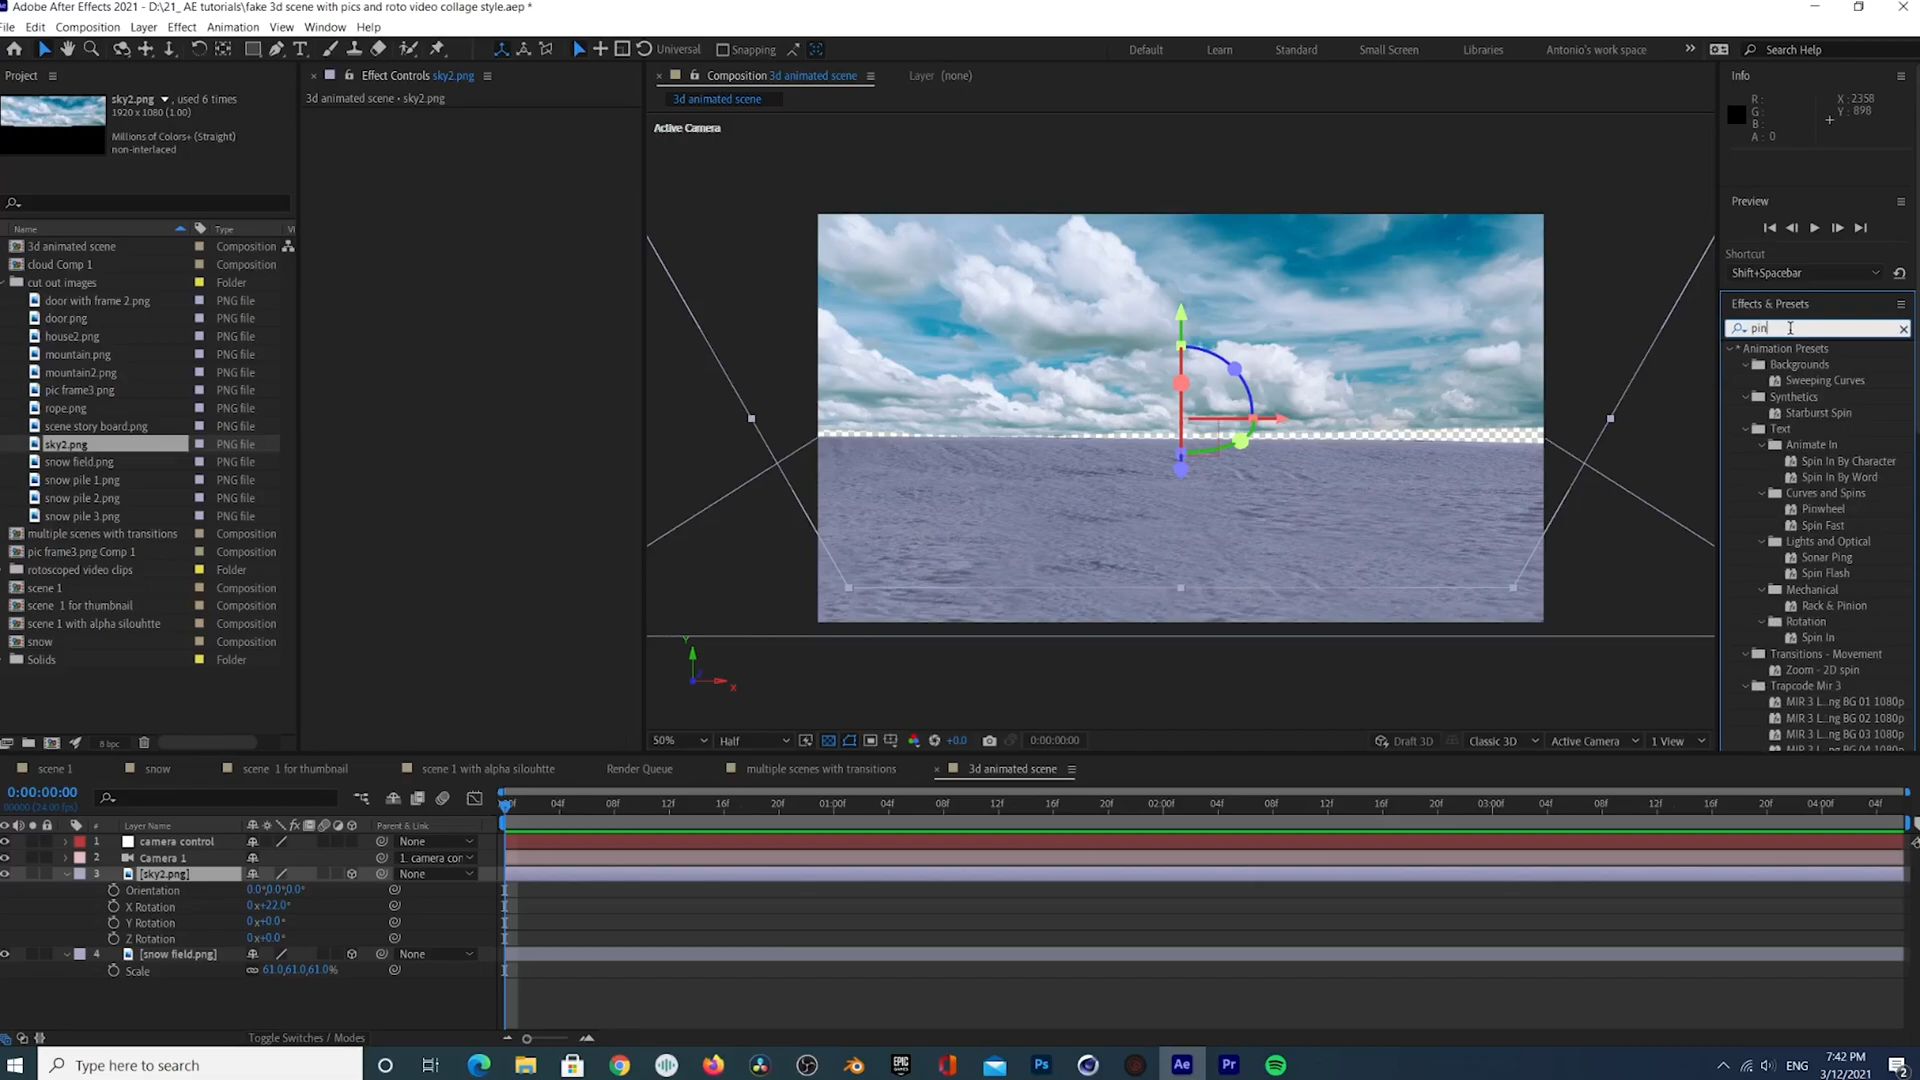 Adobe After Effects 2021 - D:\21_ AE tutorials\fake 3d scene with pics and roto video collage style.aep *
File Edit Composition Layer Effect Animation View Window Help
Universal Snapping Default Learn Standard Small Screen Libraries Antonio's work space Search Help
Project
sky2.png , used 6 times
1920 x 1080 (1.00)
Millions of Colors+ (Straight)
non-interlaced
Name Type
3d animated scene Composition
cloud Comp 1 Composition
cut out images Folder
door with frame 2.png PNG file
door.png PNG file
house2.png PNG file
mountain.png PNG file
mountain2.png PNG file
pic frame3.png PNG file
rope.png PNG file
scene story board.png PNG file
sky2.png PNG file
snow field.png PNG file
snow pile 1.png PNG file
snow pile 2.png PNG file
snow pile 3.png PNG file
multiple scenes with transitions Composition
pic frame3.png Comp 1 Composition
rotoscoped video clips Folder
scene 1 Composition
scene 1 for thumbnail Composition
scene 1 with alpha silouhtte Composition
snow Composition
Solids Folder
8 bpc
Effect Controls sky2.png
3d animated scene • sky2.png
Composition 3d animated scene Layer (none)
3d animated scene
Active Camera
Y
X
50% Half +0.0 0:00:00:00 Draft 3D Classic 3D Active Camera 1 View
Info
R:
G:
B:
A: 0
X: 2358
Y: 898
Preview
Shortcut
Shift+Spacebar
Effects & Presets
pin
* Animation Presets
Backgrounds
Sweeping Curves
Synthetics
Starburst Spin
Text
Animate In
Spin In By Character
Spin In By Word
Curves and Spins
Pinwheel
Spin Fast
Lights and Optical
Sonar Ping
Spin Flash
Mechanical
Rack & Pinion
Rotation
Spin In
Transitions - Movement
Zoom - 2D spin
Trapcode Mir 3
MIR 3 L...ng BG 01 1080p
MIR 3 L...ng BG 02 1080p
MIR 3 L...ng BG 03 1080p
MIR 3 L...ng BG 04 1080p
scene 1 snow scene 1 for thumbnail scene 1 with alpha silouhtte Render Queue multiple scenes with transitions 3d animated scene
0:00:00:00
00000 (24.00 fps)
04f 08f 12f 16f 20f 01:00f 04f 08f 12f 16f 20f 02:00f 04f 08f 12f 16f 20f 03:00f 04f 08f 12f 16f 20f 04:00f 04f
# Layer Name fx Parent & Link
1 camera control None
2 Camera 1 1. camera con
3 [sky2.png] None
Orientation 0.0°,0.0°,0.0°
X Rotation 0x+22.0°
Y Rotation 0x+0.0°
Z Rotation 0x+0.0°
4 [snow field.png] None
Scale 61.0,61.0,61.0%
Toggle Switches / Modes
Type here to search
EPIC GAMES Ps Ae Pr
ENG
7:42 PM
3/12/2021
2